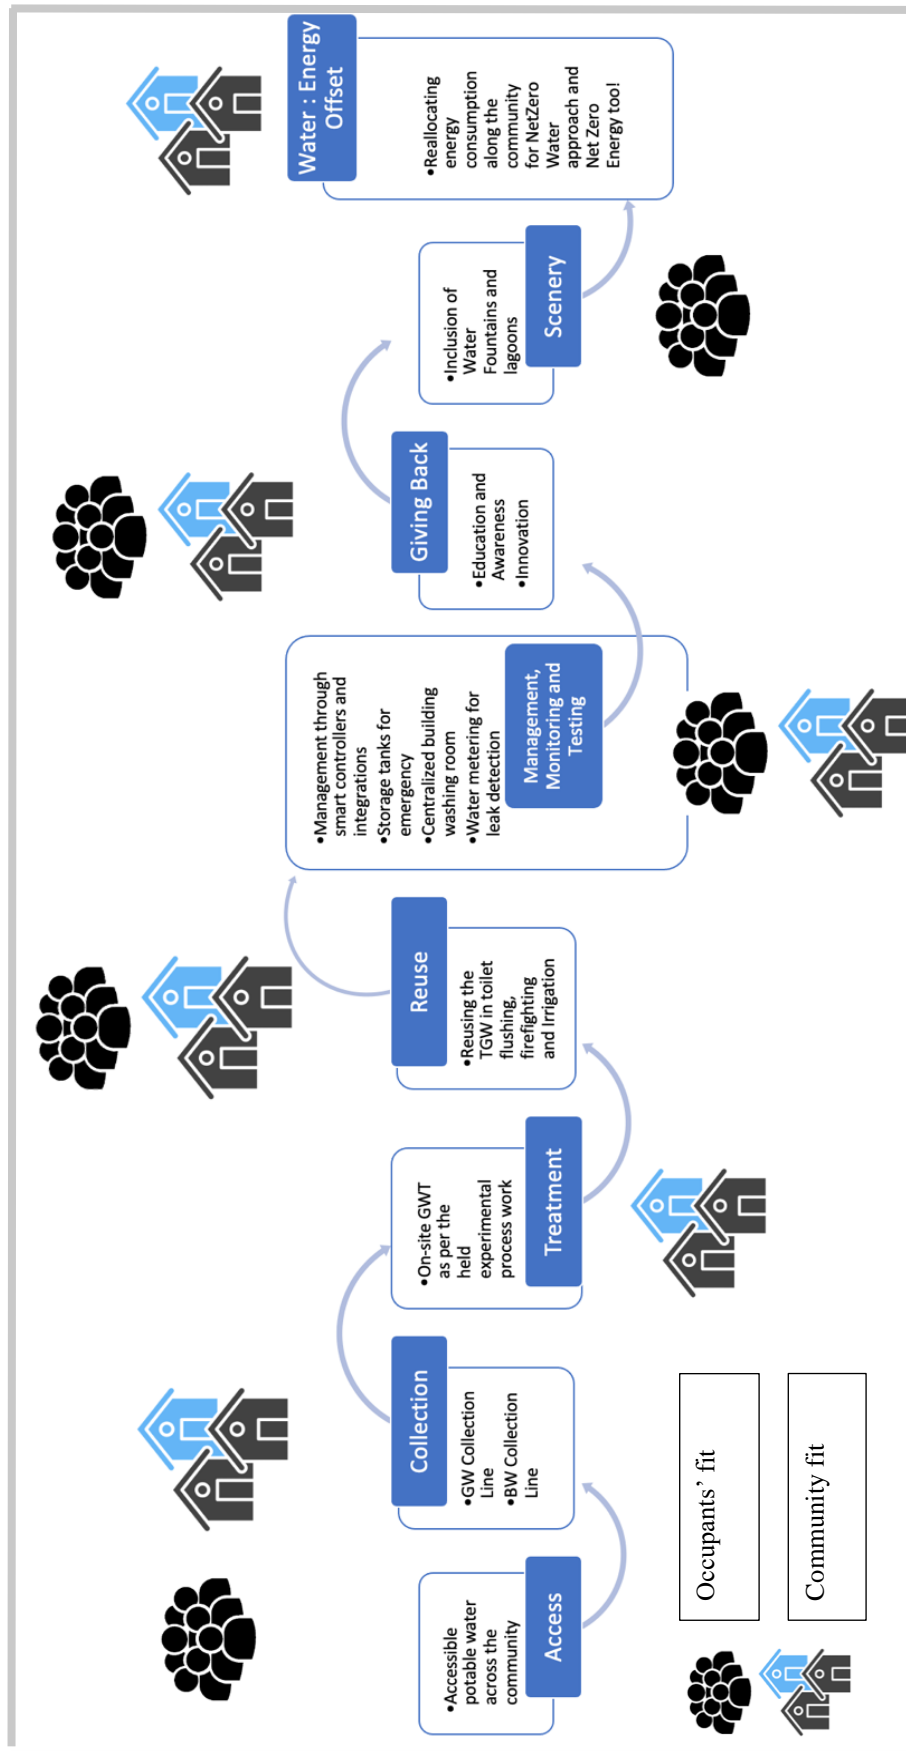 Access
•Accessible
potable water
across the
community
Collection
•GW Collection
Line
•BW Collection
Line
Treatment
•On-site GWT
as per the
held
experimental
process work
Reuse
•Reusing the
TGW in toilet
flushing,
firefighting
and Irrigation
•Management through
smart controllers and
integrations
•Storage tanks for
emergency
•Centralized building
washing room
•Water metering for
leak detection
Management,
Monitoring and
Testing
Giving Back
•Education and
Awareness
•Innovation
•Inclusion of
Water
Fountains and
lagoons
Scenery
Water : Energy
Offset
•Reallocating
energy
consumption
along the
community
for NetZero
Water
approach and
Net Zero
Energy too!
Occupants’ fit
Community fit